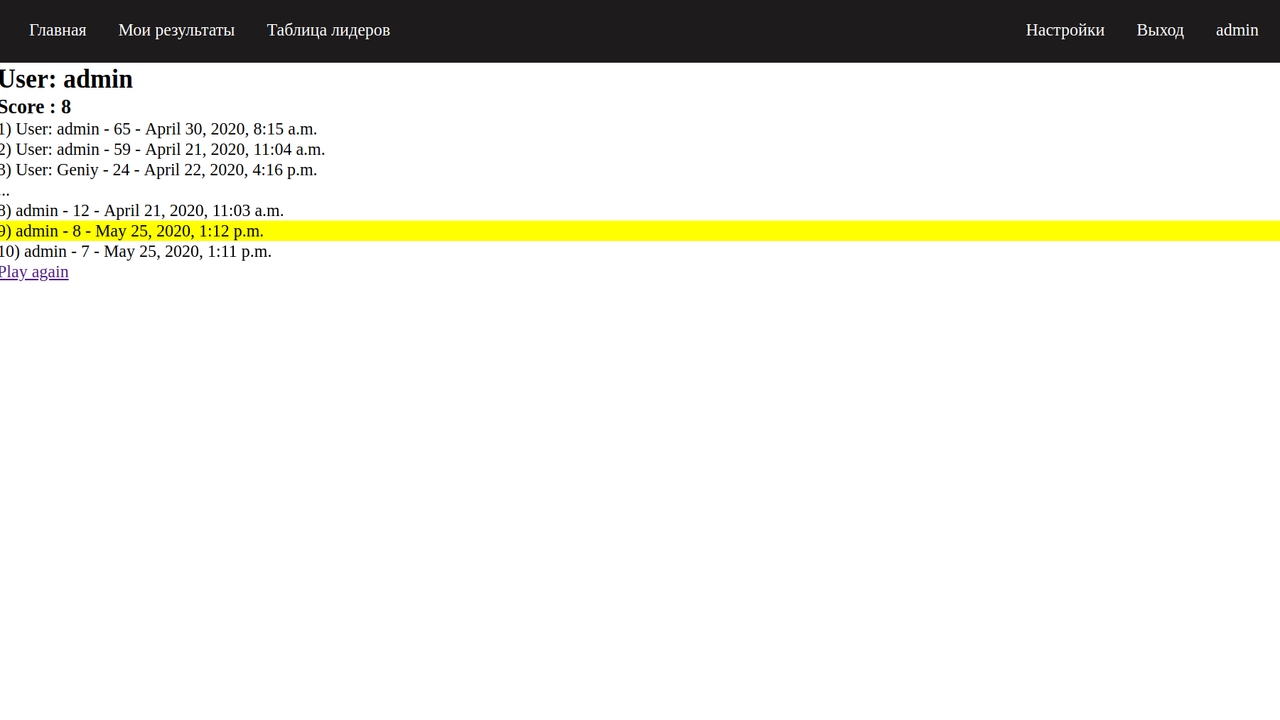 Главная Мои результаты Таблица лидеров Настройки Выход admin
User: admin
Score : 8
1) User: admin - 65 - April 30, 2020, 8:15 a.m.
2) User: admin - 59 - April 21, 2020, 11:04 a.m.
3) User: Geniy - 24 - April 22, 2020, 4:16 p.m.
...
8) admin - 12 - April 21, 2020, 11:03 a.m.
9) admin - 8 - May 25, 2020, 1:12 p.m.
10) admin - 7 - May 25, 2020, 1:11 p.m.
Play again